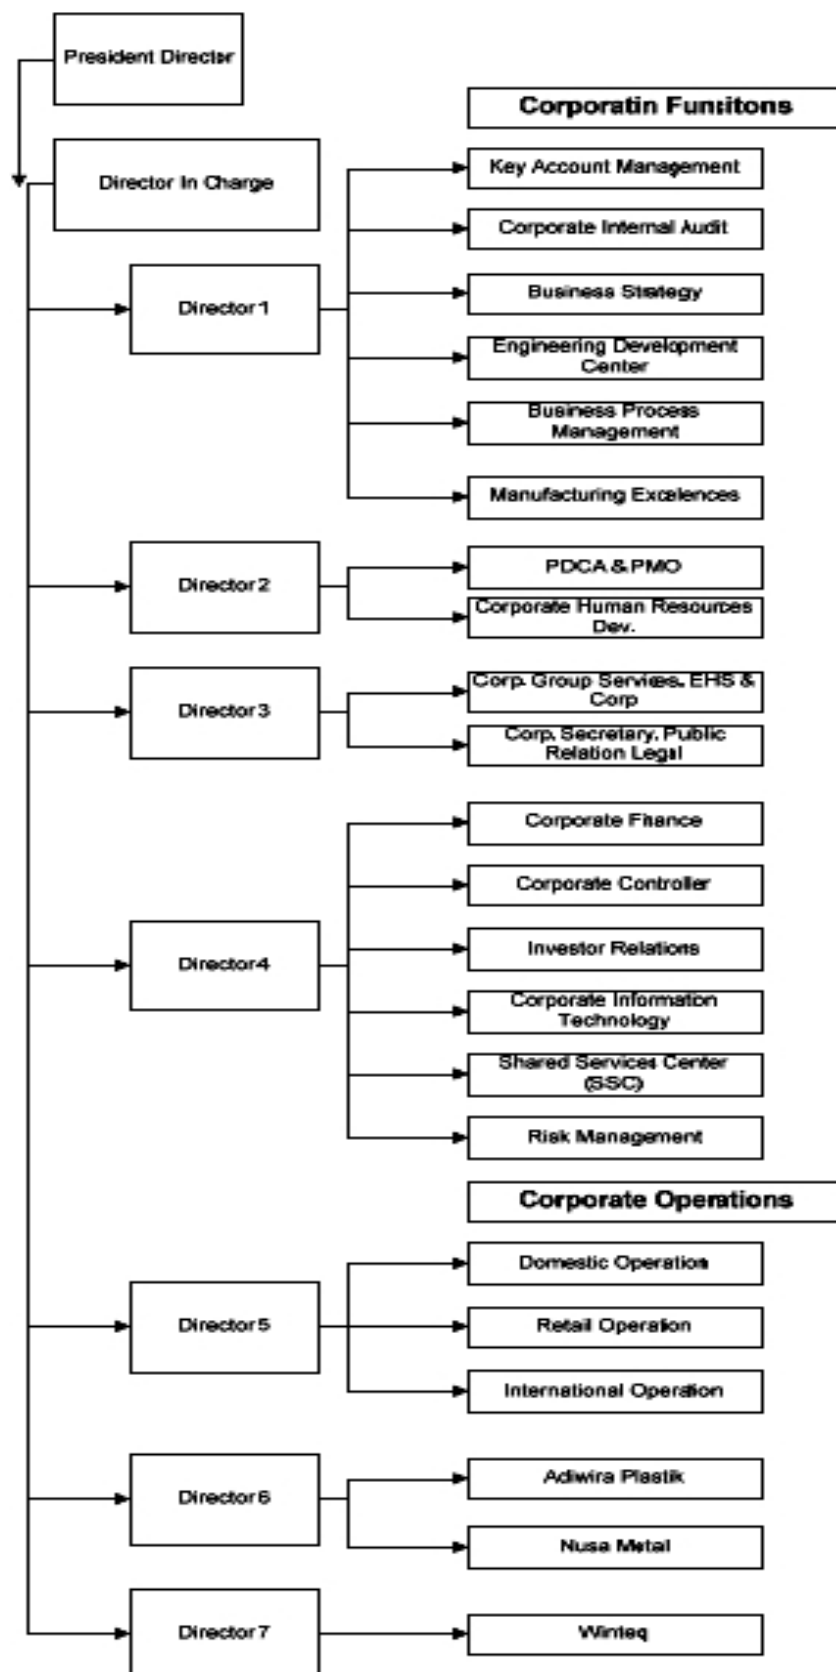 President Director
Corporatin Funsitons
Director In Charge
Key Account Management
Corporate Internal Audit
Director 1
Business Strategy
Engineering Development
Center
Business Process
Management
Manufacturing Excelences
Director 2
PDCA & PMO
Corporate Human Resources
Dev.
Director 3
Corp. Group Services. EHS &
Corp
Corp. Secretary. Public
Relation Legal
Corporate Finance
Corporate Controller
Director 4
Investor Relations
Corporate Information
Technology
Shared Services Center
(SSC)
Risk Management
Corporate Operations
Domestic Operation
Director 5
Retail Operation
International Operation
Director 6
Adiwira Plastik
Nusa Metal
Director 7
Winteq